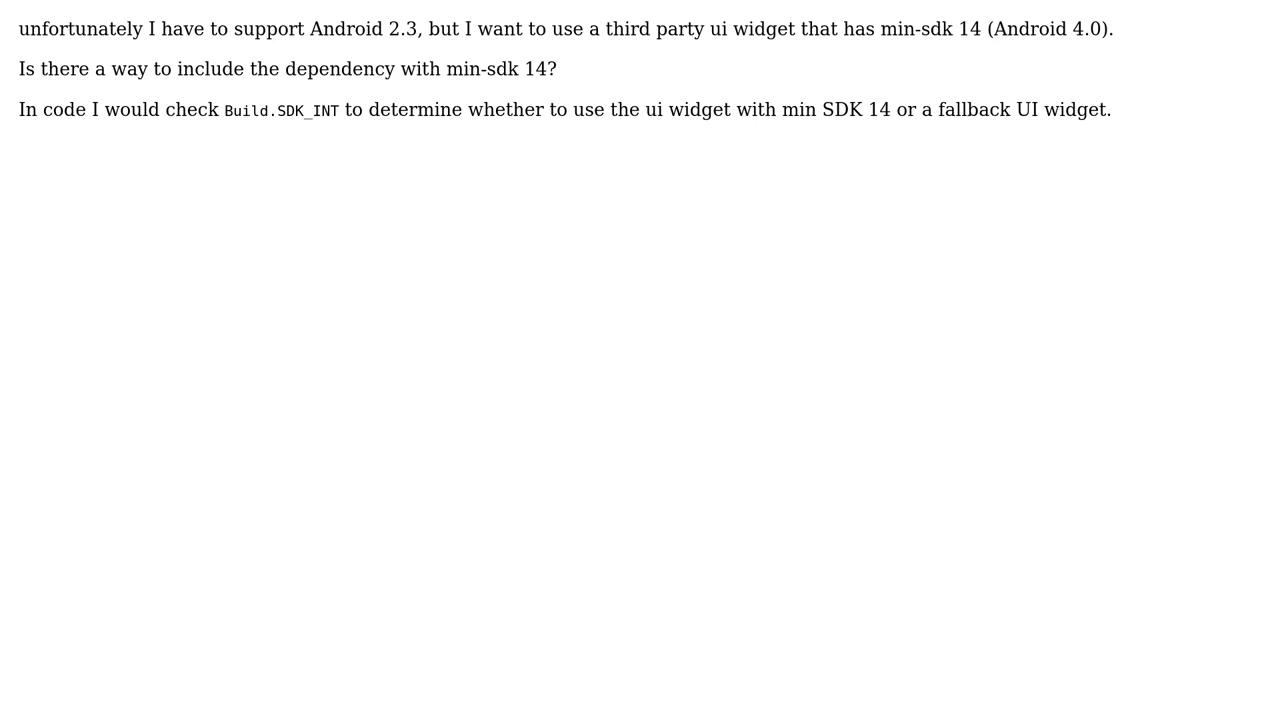 unfortunately I have to support Android 2.3, but I want to use a third party ui widget that has min-sdk 14 (Android 4.0).
Is there a way to include the dependency with min-sdk 14?
In code I would check Build.SDK_INT to determine whether to use the ui widget with min SDK 14 or a fallback UI widget.